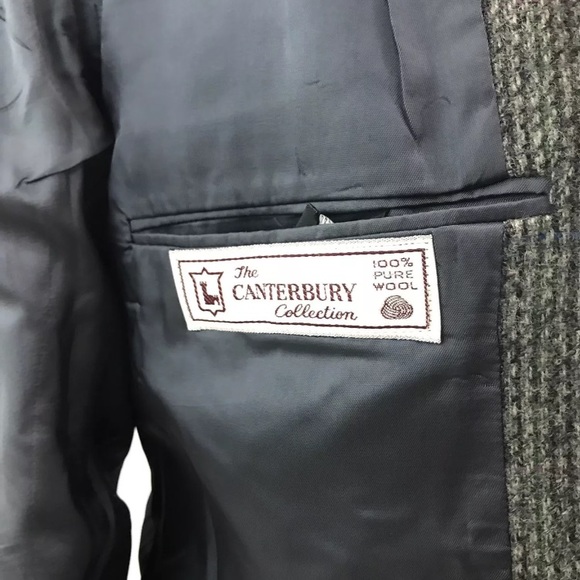 The
CANTERBURY
Collection
100%
PURE
WOOL